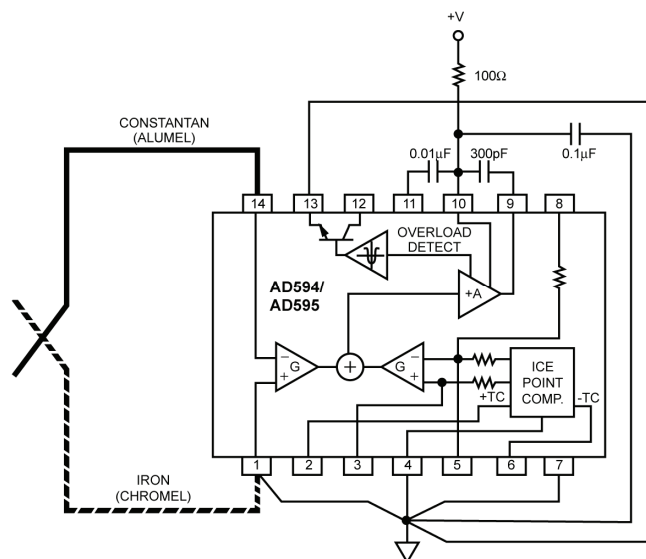 +V
100Ω
CONSTANTAN
(ALUMEL)
0.01μF
300pF
0.1μF
14
13
12
11
10
9
8
OVERLOAD
DETECT
AD594/
AD595
+A
−
G
+
+
−
G
+
ICE
POINT
COMP.
+TC
-TC
1
2
3
4
5
6
7
IRON
(CHROMEL)